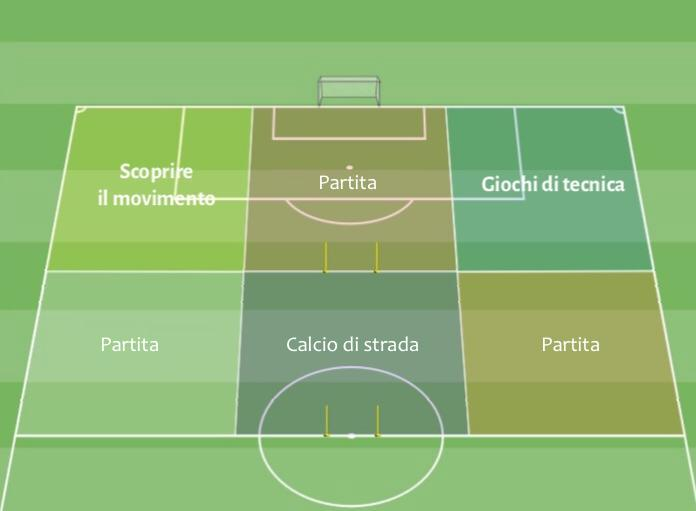 Scoprire
il movimento
Partita
Giochi di tecnica
Partita
Calcio di strada
Partita